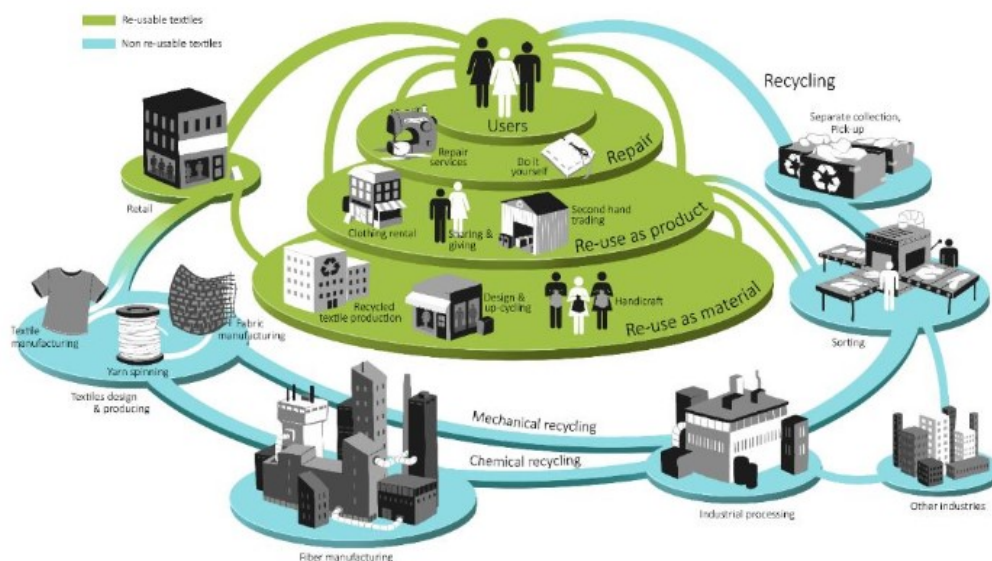 Re-usable textiles
Non re-usable textiles
Users
Recycling
Separate collection,
Pick-up
Repair
services
Do it
yourself
Repair
Retail
Clothing rental
Sharing &
giving
Second hand
trading
Re-use as product
Recycled
textile production
Design &
up-cycling
Handicraft
Re-use as material
Sorting
Textile
manufacturing
Fabric
manufacturing
Yarn spinning
Textiles design
& producing
Mechanical recycling
Chemical recycling
Fiber manufacturing
Industrial processing
Other industries